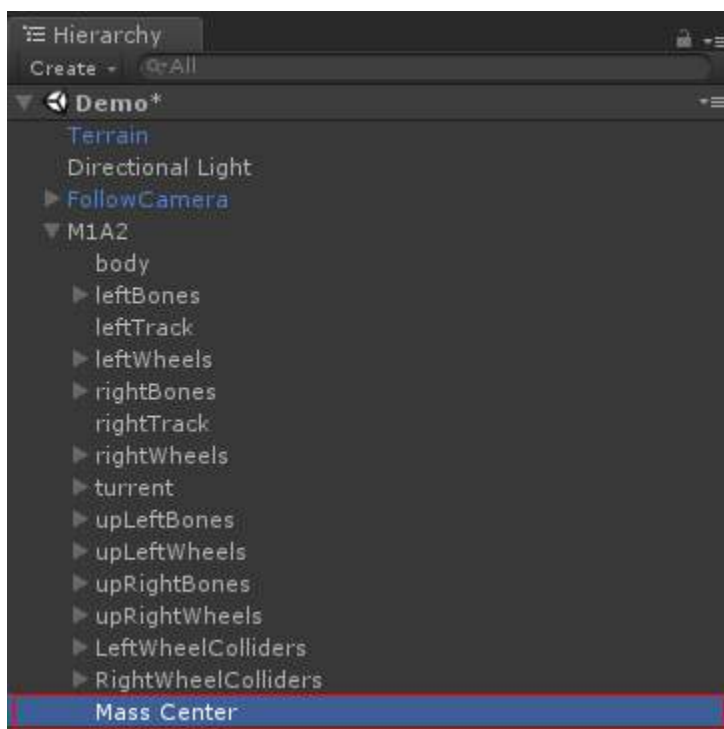 Hierarchy
Create All
Demo*
Terrain
Directional Light
FollowCamera
M1A2
body
leftBones
leftTrack
leftWheels
rightBones
rightTrack
rightWheels
turrent
upLeftBones
upLeftWheels
upRightBones
upRightWheels
LeftWheelColliders
RightWheelColliders
Mass Center